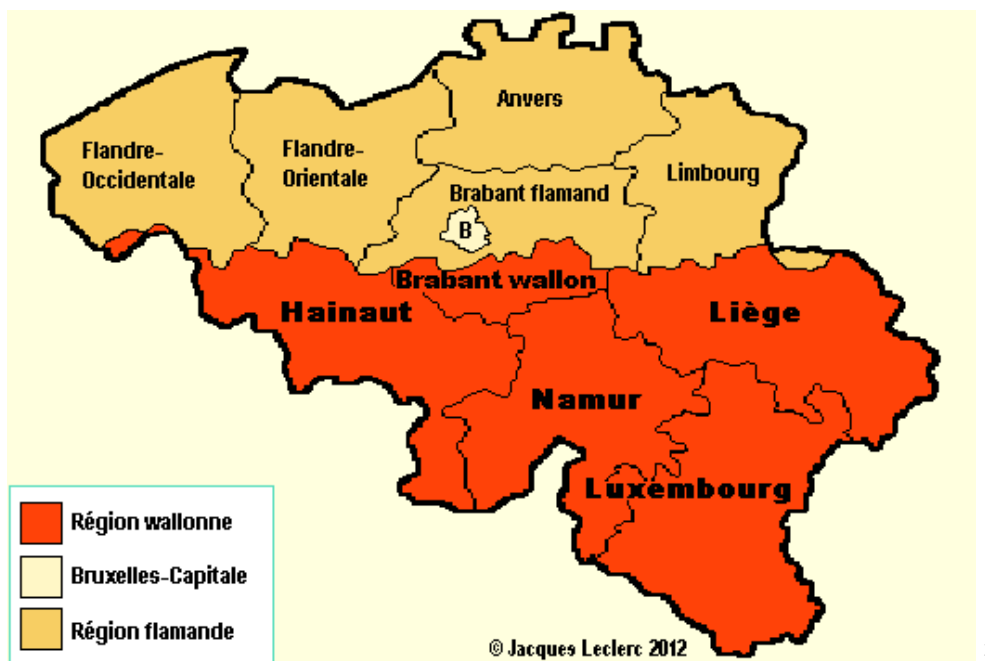 Anvers
Flandre-
Occidentale
Flandre-
Orientale
Limbourg
Brabant flamand
B
Brabant wallon
Hainaut
Liège
Namur
Luxembourg
Région wallonne
Bruxelles-Capitale
Région flamande
© Jacques Leclerc 2012